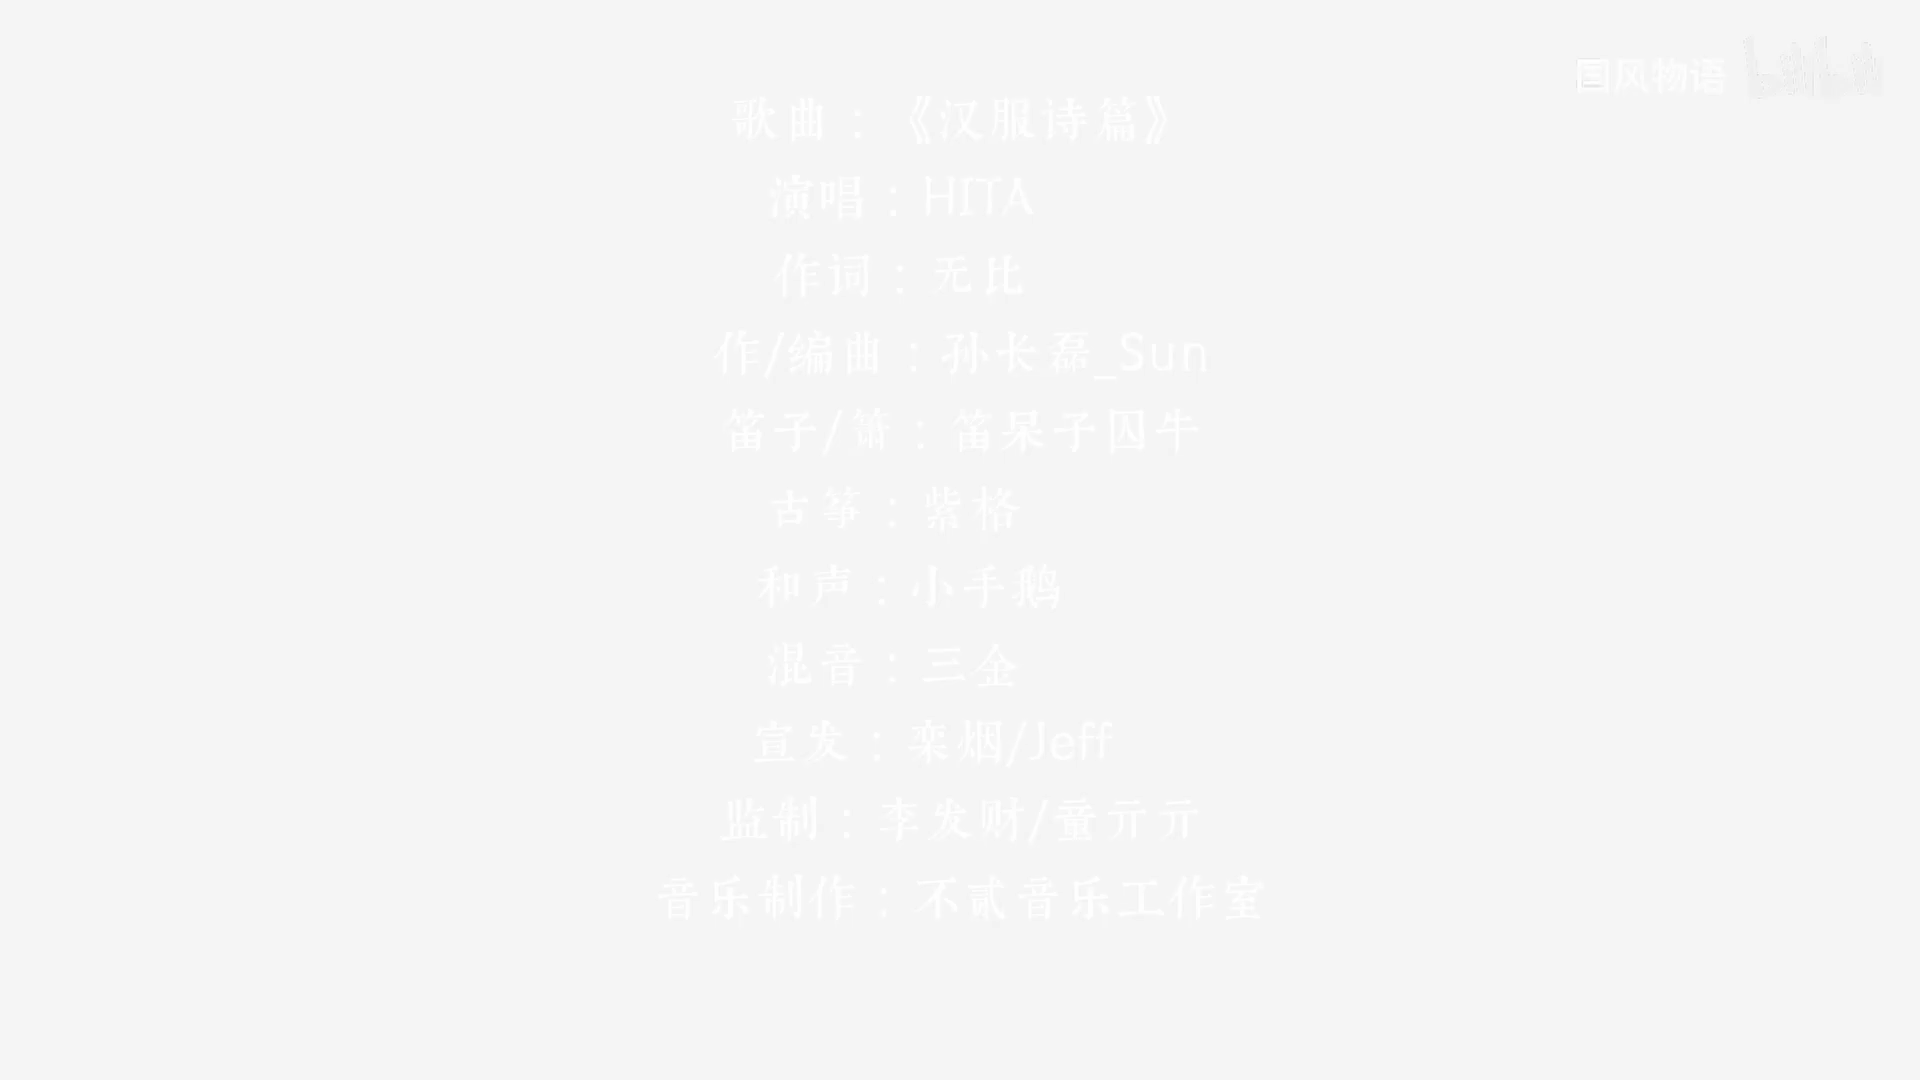 国风物语 bilibili
歌曲：《汉服诗篇》
演唱：HITA
作词：无比
作/编曲：孙长磊_Sun
笛子/箫：笛呆子囚牛
古筝：紫格
和声：小手鹅
混音：三金
宣发：栾烟/Jeff
监制：李发财/童亓亓
音乐制作：不贰音乐工作室